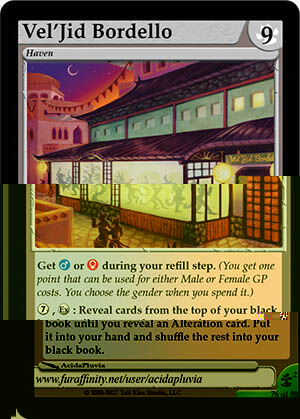 Vel'Jid Bordello 9
Haven
Vel'Jid Bordello
Get ♂ or ♀ during your refill step. (You get one
point that can be used for either Male or Female GP
costs. You choose the gender when you spend it.)
7, Ex : Reveal cards from the top of your black
book until you reveal an Alteration card. Put
it into your hand and shuffle the rest into your
black book.
AcidaPluvia
www.furaffinity.net/user/acidapluvia